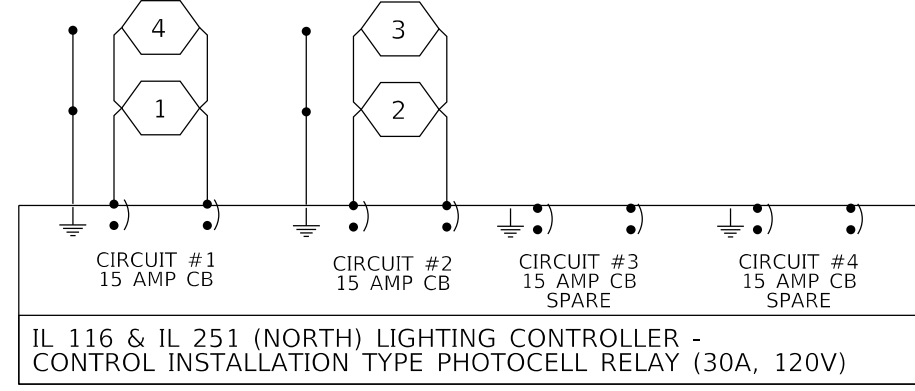 4
3
1
2
CIRCUIT #1
15 AMP CB
CIRCUIT #2
15 AMP CB
CIRCUIT #3
15 AMP CB
SPARE
CIRCUIT #4
15 AMP CB
SPARE
IL 116 & IL 251 (NORTH) LIGHTING CONTROLLER -
CONTROL INSTALLATION TYPE PHOTOCELL RELAY (30A, 120V)